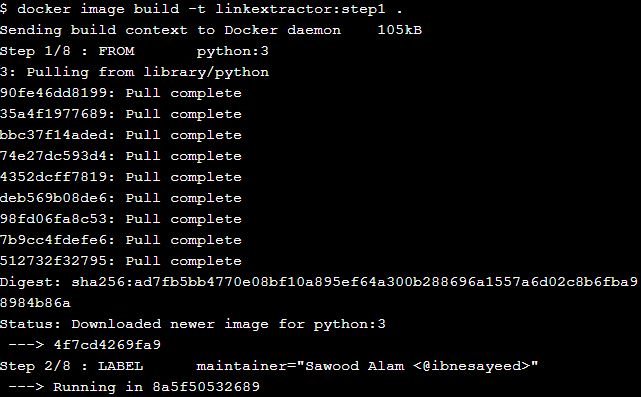 $ docker image build -t linkextractor:step1 .
Sending build context to Docker daemon    105kB
Step 1/8 : FROM       python:3
3: Pulling from library/python
90fe46dd8199: Pull complete
35a4f1977689: Pull complete
bbc37f14aded: Pull complete
74e27dc593d4: Pull complete
4352dcff7819: Pull complete
deb569b08de6: Pull complete
98fd06fa8c53: Pull complete
7b9cc4fdefe6: Pull complete
512732f32795: Pull complete
Digest: sha256:ad7fb5bb4770e08bf10a895ef64a300b288696a1557a6d02c8b6fba9
8984b86a
Status: Downloaded newer image for python:3
 ---> 4f7cd4269fa9
Step 2/8 : LABEL      maintainer="Sawood Alam <@ibnesayeed>"
 ---> Running in 8a5f50532689